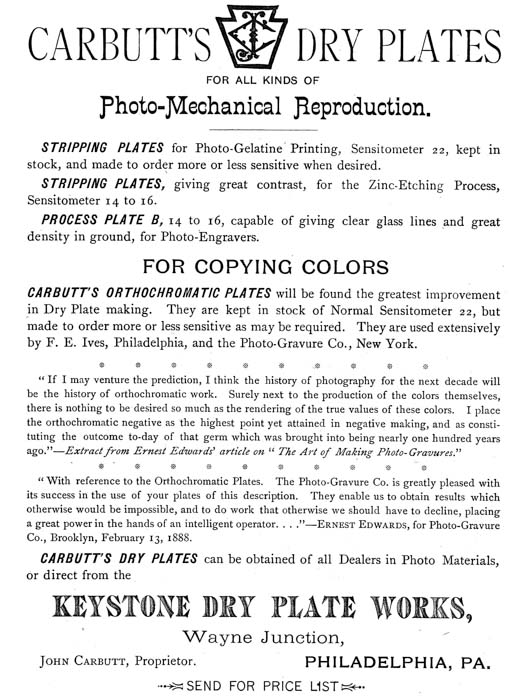 CARBUTT'S DRY PLATES
FOR ALL KINDS OF
Photo-Mechanical Reproduction.
STRIPPING PLATES for Photo-Gelatine Printing, Sensitometer 22, kept in
stock, and made to order more or less sensitive when desired.
STRIPPING PLATES, giving great contrast, for the Zinc-Etching Process,
Sensitometer 14 to 16.
PROCESS PLATE B, 14 to 16, capable of giving clear glass lines and great
density in ground, for Photo-Engravers.
FOR COPYING COLORS
CARBUTT'S ORTHOCHROMATIC PLATES will be found the greatest improvement
in Dry Plate making. They are kept in stock of Normal Sensitometer 22, but
made to order more or less sensitive as may be required. They are used extensively
by F. E. Ives, Philadelphia, and the Photo-Gravure Co., New York.
"If I may venture the prediction, I think the history of photography for the next decade will
be the history of orthochromatic work. Surely next to the production of the colors themselves,
there is nothing to be desired so much as the rendering of the true values of these colors. I place
the orthochromatic negative as the highest point yet attained in negative making, and as consti-
tuting the outcome to-day of that germ which was brought into being nearly one hundred years
ago."—Extract from Ernest Edwards' article on "The Art of Making Photo-Gravures."
"With reference to the Orthochromatic Plates. The Photo-Gravure Co. is greatly pleased with
its success in the use of your plates of this description. They enable us to obtain results which
otherwise would be impossible, and to do work that otherwise we should have to decline, placing
a great power in the hands of an intelligent operator. . . ."—ERNEST EDWARDS, for Photo-Gravure
Co., Brooklyn, February 13, 1888.
CARBUTT'S DRY PLATES can be obtained of all Dealers in Photo Materials,
or direct from the
KEYSTONE DRY PLATE WORKS,
Wayne Junction,
JOHN CARBUTT, Proprietor. PHILADELPHIA, PA.
SEND FOR PRICE LIST